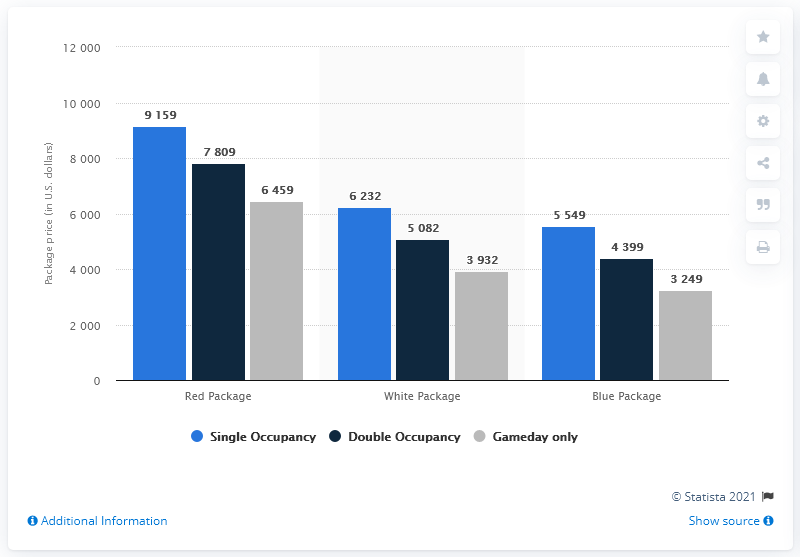 12 000
10 000
8 000
6 000
4 000
2 000
0
Package price (in U.S. dollars)
9 159
7 809
6 459
6 232
5 082
3 932
5 549
4 399
3 249
Red Package
White Package
Blue Package
Single Occupancy
Double Occupancy
Gameday only
© Statista 2021
Additional Information
Show source